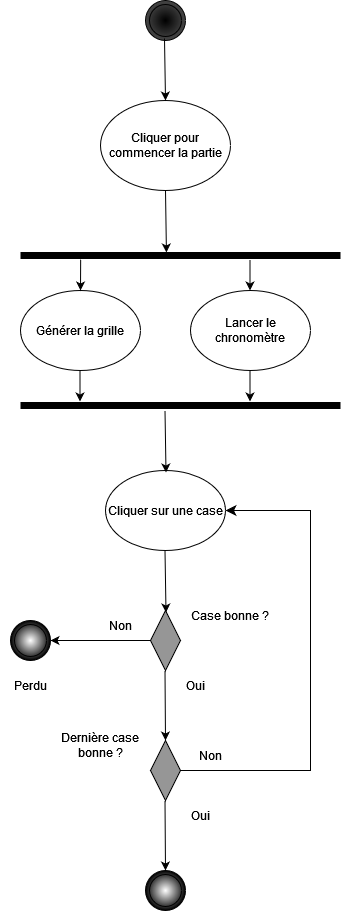 Cliquer pour
commencer la partie
Générer la grille
Lancer le
chronomètre
Cliquer sur une case
Case bonne ?
Non
Perdu
Oui
Dernière case
bonne ?
Non
Oui